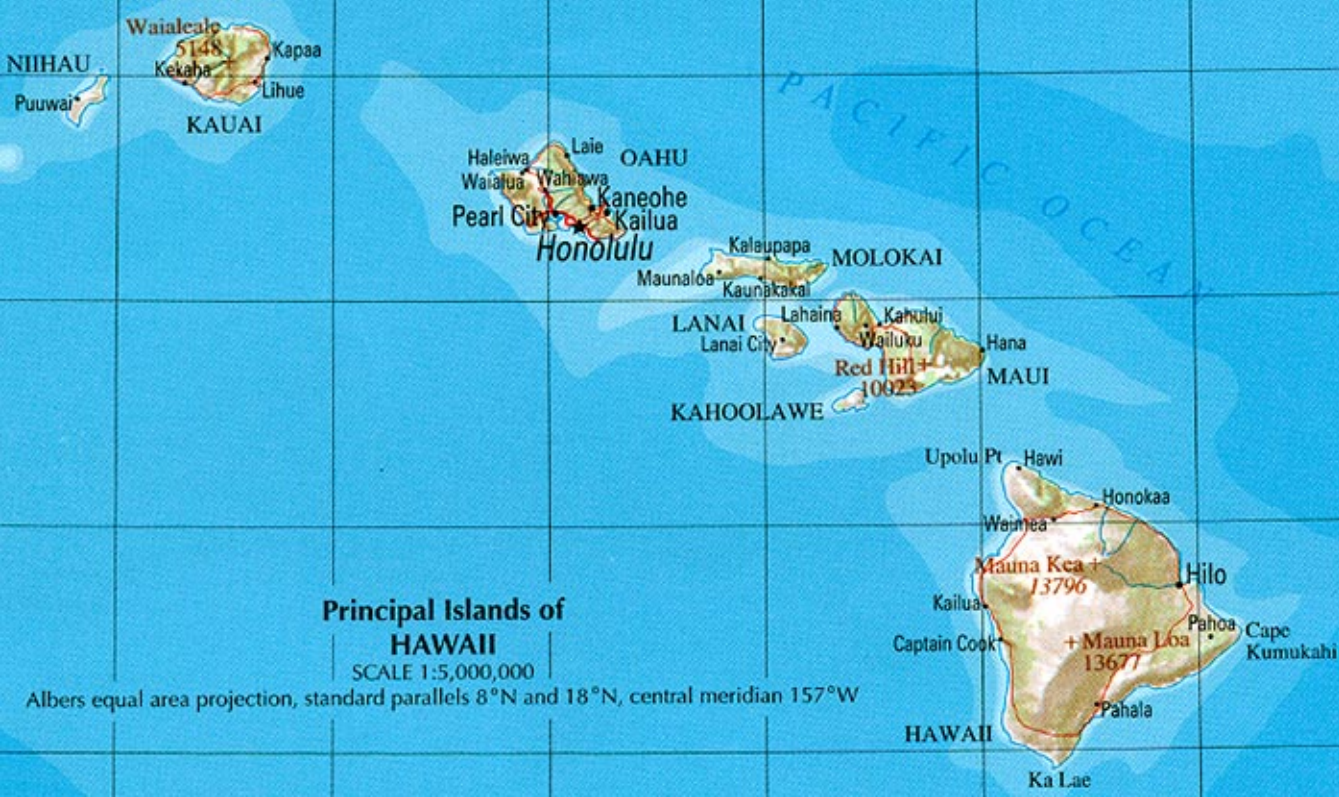 Waialeale
5148
Kapaa
NIIHAU
Kekaha
Puuwai
Lihue
KAUAI
PACIFIC OCEAN
Laie
Haleiwa
OAHU
Waialua
Wahiawa
Kaneohe
Pearl City
Kailua
Honolulu
Kalaupapa
MOLOKAI
Maunaloa
Kaunakakai
LANAI
Lahaina
Kahului
Lanai City
Wailuku
Hana
Red Hill
10023
MAUI
KAHOOLAWE
Upolu Pt
Hawi
Honokaa
Waimea
Mauna Kea
13796
Hilo
Kailua
Pahoa
Cape
Kumukahi
Captain Cook
Mauna Loa
13677
Pahala
HAWAII
Ka Lae
Principal Islands of
HAWAII
SCALE 1:5,000,000
Albers equal area projection, standard parallels 8°N and 18°N, central meridian 157°W